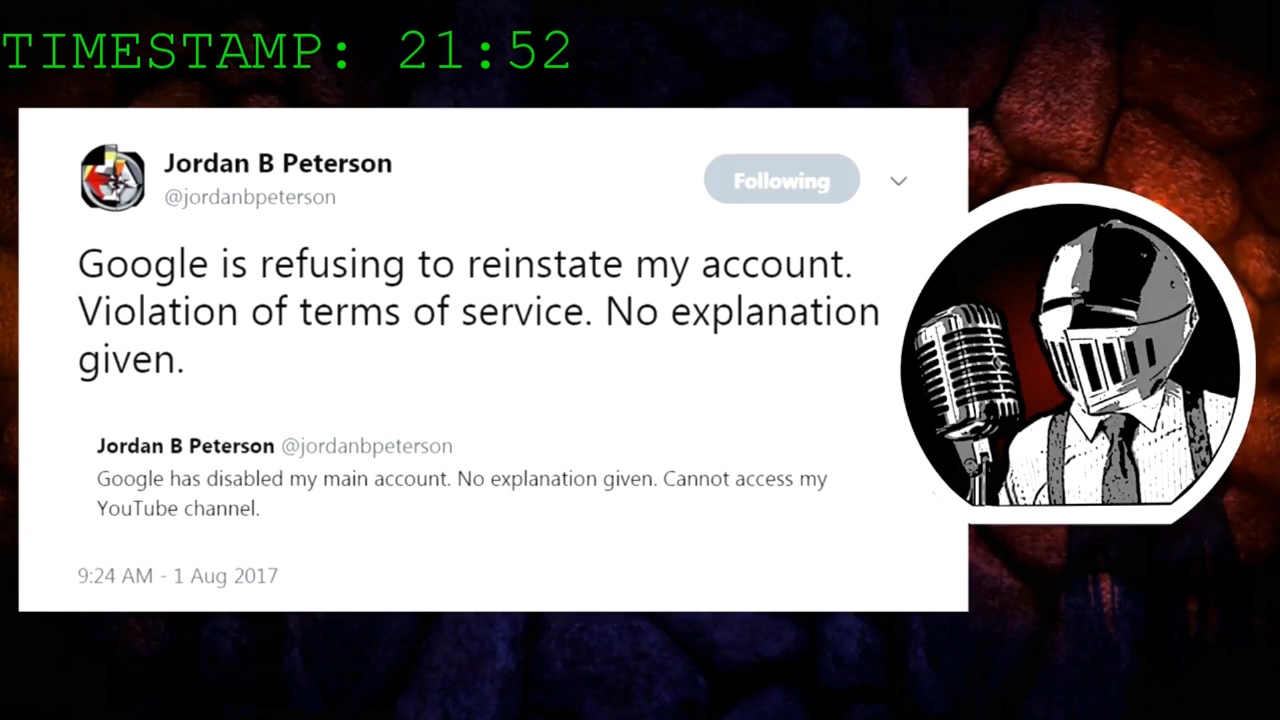 TIMESTAMP: 21:52
Jordan B Peterson
@jordanbpeterson
Following
Google is refusing to reinstate my account.
Violation of terms of service. No explanation
given.
Jordan B Peterson @jordanbpeterson
Google has disabled my main account. No explanation given. Cannot access my
YouTube channel.
9:24 AM - 1 Aug 2017